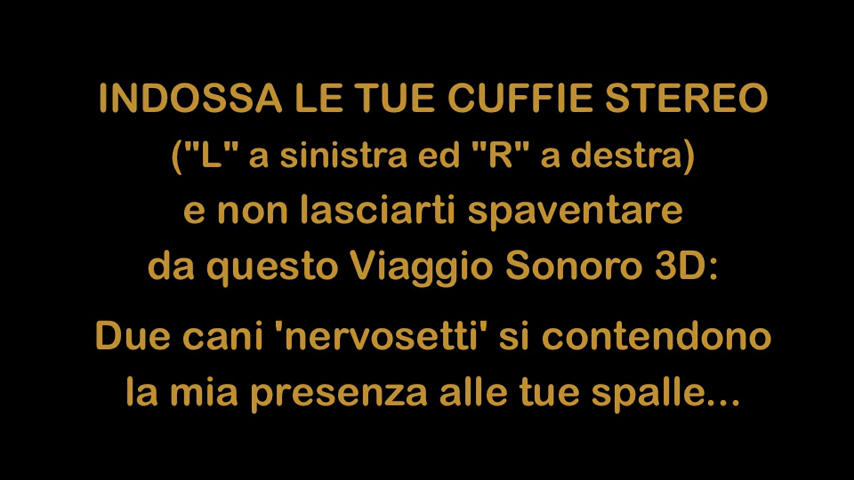 INDOSSA LE TUE CUFFIE STEREO
("L" a sinistra ed "R" a destra)
e non lasciarti spaventare
da questo Viaggio Sonoro 3D:
Due cani 'nervosetti' si contendono
la mia presenza alle tue spalle...